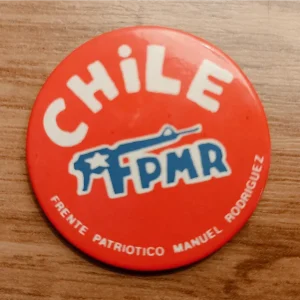 CHiLE
FPMR
FRENTE PATRIOTICO MANUEL RODRIGUEZ